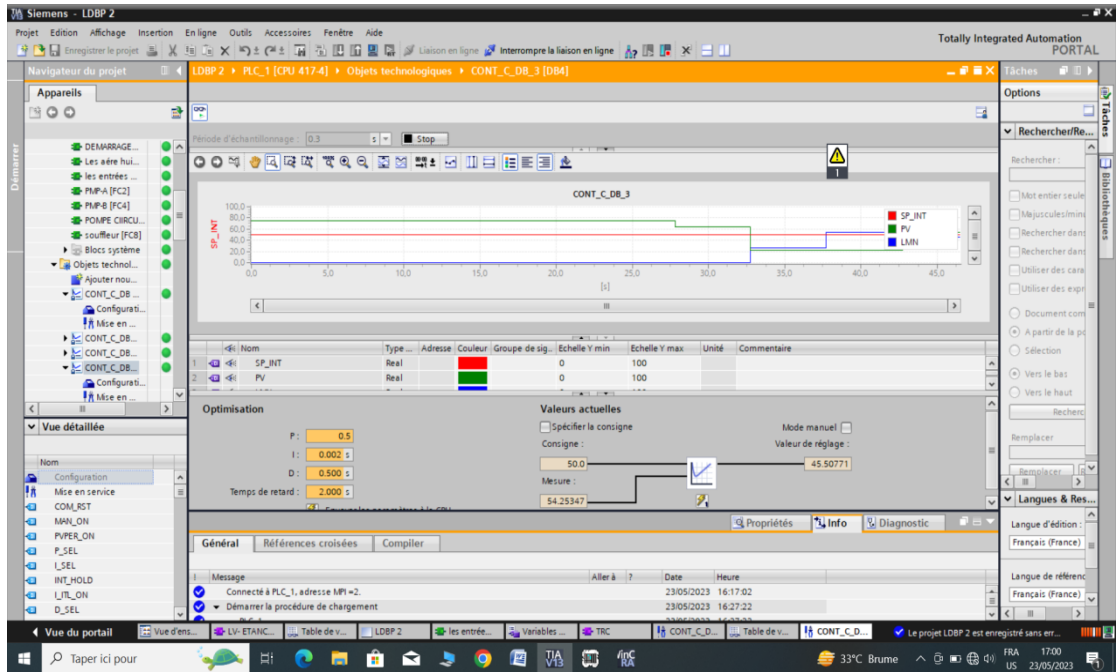 Siemens - LDBP 2
Projet Edition Affichage Insertion En ligne Outils Accessoires Fenêtre Aide
Enregistrer le projet Liaison en ligne Interrompre la liaison en ligne
Totally Integrated Automation
PORTAL
Navigateur du projet
LDBP 2 PLC_1 [CPU 417-4] Objets technologiques CONT_C_DB_3 [DB4]
Tâches
Appareils
Options
Démarrer
Tâches
Bibliothèques
Période d'échantillonnage : 0.3 s Stop
Rechercher/Re...
DEMARRAGE...
Les aére hui...
les entrées ...
PMP-A [FC2]
PMP-B [FC4]
POMPE CIIRCU...
souffleur [FC8]
Blocs système
Objets technol...
Ajouter nou...
CONT_C_DB ...
Configurati...
Mise en ...
CONT_C_DB...
CONT_C_DB...
CONT_C_DB...
Configurati...
Mise en ...
1
CONT_C_DB_3
SP_INT
100,0
80,0
60,0
40,0
20,0
0,0
0,0 5,0 10,0 15,0 20,0 25,0 30,0 35,0 40,0 45,0
[s]
SP_INT
PV
LMN
Rechercher :
Mot entier seule
Majuscules/minu
Rechercher dans
Rechercher dans
Utiliser des cara
Utiliser des expr
Document com
A partir de la po
Sélection
Vers le bas
Vers le haut
Recherc
Remplacer
Remplacer
Nom Type ... Adresse Couleur Groupe de sig.. Echelle Y min Echelle Y max Unité Commentaire
1 SP_INT Real 0 100
2 PV Real 0 100
Optimisation
P : 0.5
I : 0.002 s
D : 0.500 s
Temps de retard : 2.000 s
Valeurs actuelles
Spécifier la consigne
Mode manuel
Consigne :
Valeur de réglage :
50.0
45.50771
Mesure :
54.25347
Vue détaillée
Nom
Configuration
Mise en service
COM_RST
MAN_ON
PVPER_ON
P_SEL
I_SEL
INT_HOLD
I_ITL_ON
D_SEL
Propriétés Info Diagnostic
Général Références croisées Compiler
! Message Aller à ? Date Heure
Connecté à PLC_1, adresse MPI =2. 23/05/2023 16:17:02
Démarrer la procédure de chargement 23/05/2023 16:27:22
Langues & Res...
Langue d'édition :
Français (France)
Langue de référenc
Français (France)
Vue du portail Vue d'ens... LV- ETANC... Table de v... LDBP 2 les entrée... Variables ... TRC CONT_C_D... Table de v... CONT_C_D... Le projet LDBP 2 est enregistré sans err...
Taper ici pour
TIA
V13
33°C Brume
FRA
US
17:00
23/05/2023